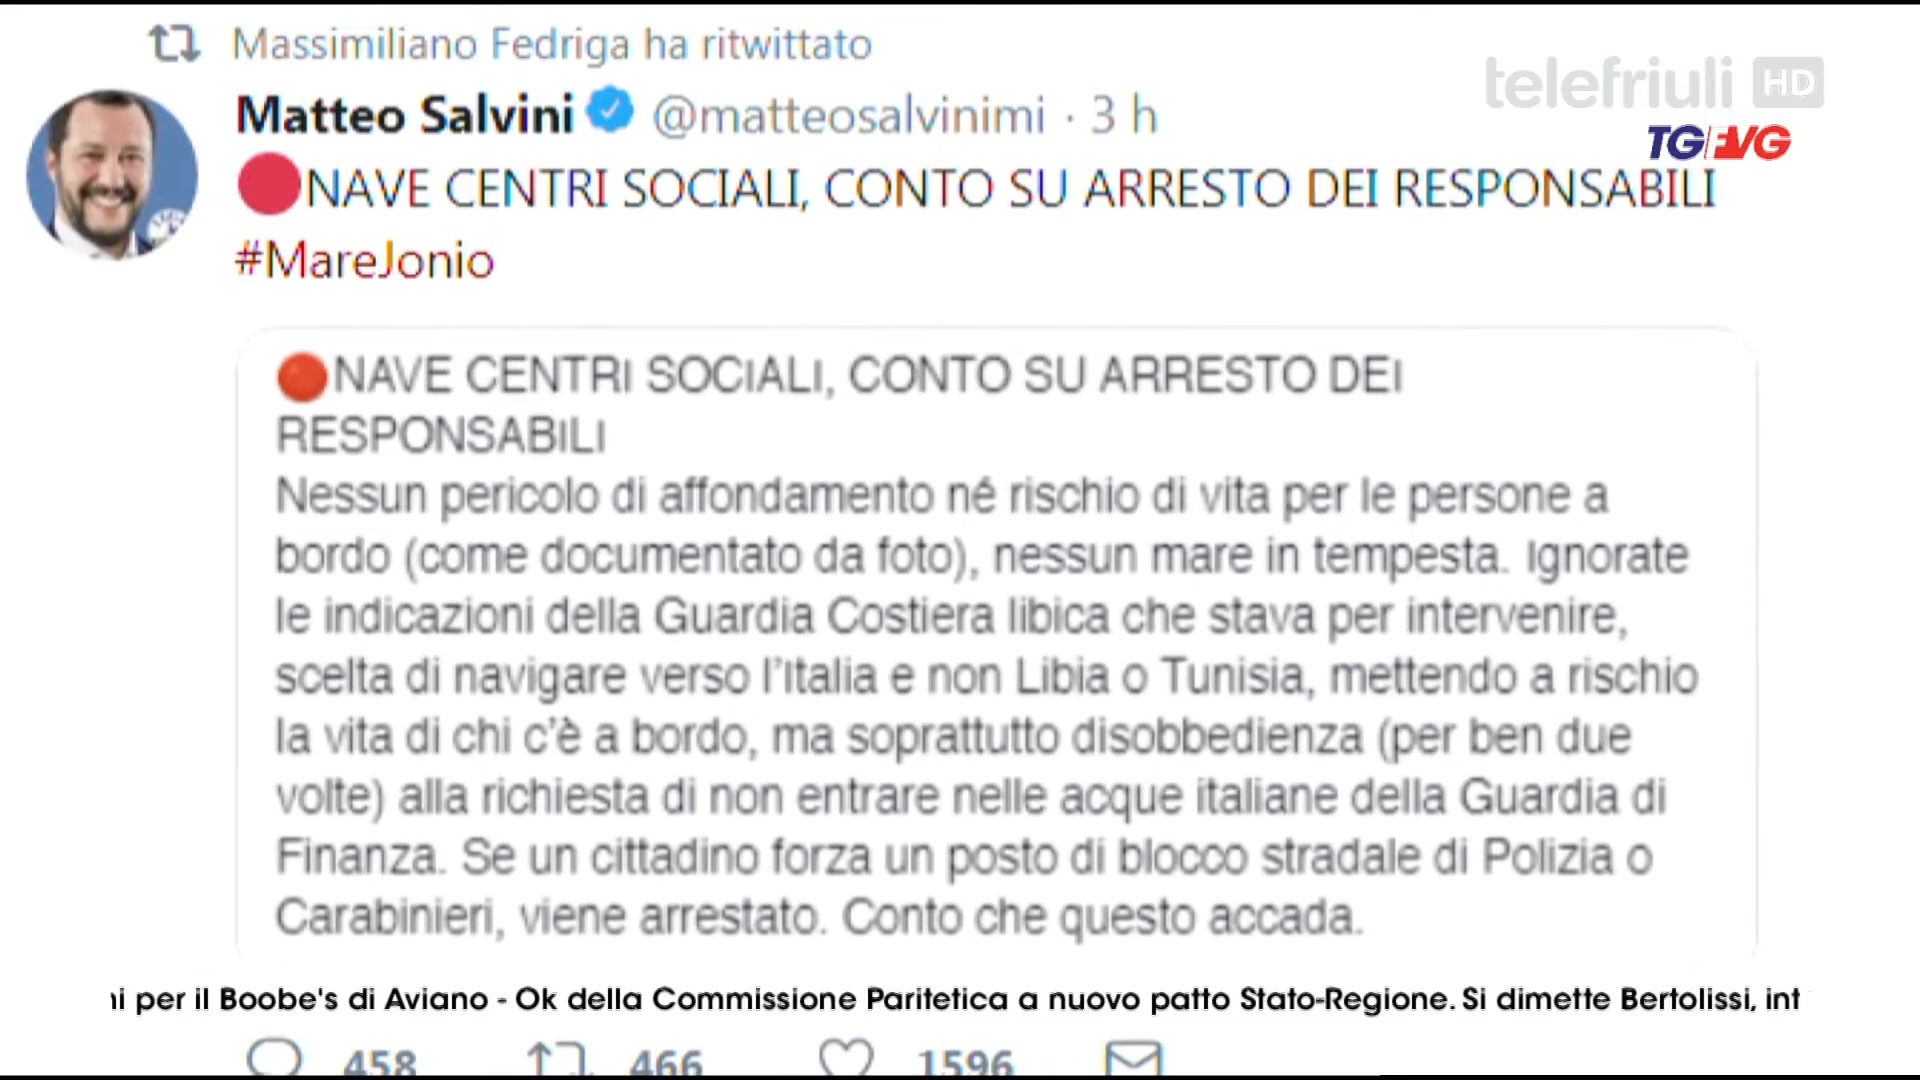 Massimiliano Fedriga ha ritwittato
telefriuli HD
Matteo Salvini @matteosalvinimi · 3 h
TG FVG
NAVE CENTRI SOCIALI, CONTO SU ARRESTO DEI RESPONSABILI
#MareJonio
NAVE CENTRI SOCIALI, CONTO SU ARRESTO DEI
RESPONSABILI
Nessun pericolo di affondamento né rischio di vita per le persone a
bordo (come documentato da foto), nessun mare in tempesta. Ignorate
le indicazioni della Guardia Costiera libica che stava per intervenire,
scelta di navigare verso l'Italia e non Libia o Tunisia, mettendo a rischio
la vita di chi c'è a bordo, ma soprattutto disobbedienza (per ben due
volte) alla richiesta di non entrare nelle acque italiane della Guardia di
Finanza. Se un cittadino forza un posto di blocco stradale di Polizia o
Carabinieri, viene arrestato. Conto che questo accada.
per il Boobe's di Aviano - Ok della Commissione Paritetica a nuovo patto Stato-Regione. Si dimette Bertolissi, int
458 466 1596